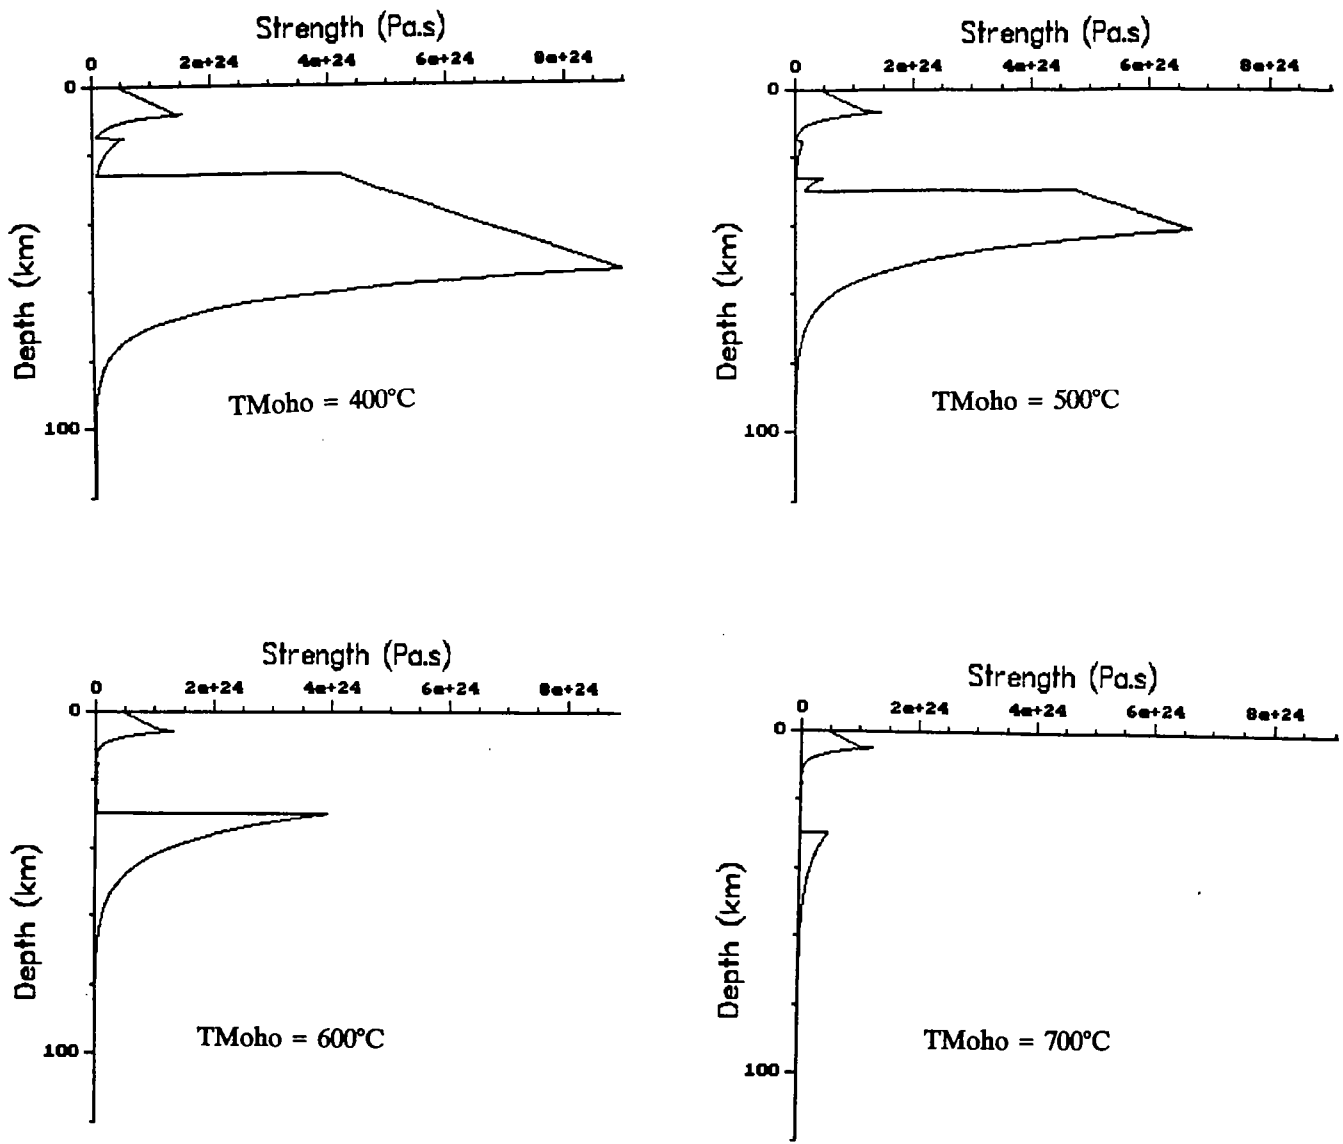 Strength (Pa.s)
0 2e+24 4e+24 6e+24 8e+24
0
Depth (km)
100
TMoho = 400°C
Strength (Pa.s)
0 2e+24 4e+24 6e+24 8e+24
0
Depth (km)
100
TMoho = 500°C
Strength (Pa.s)
0 2e+24 4e+24 6e+24 8e+24
0
Depth (km)
100
TMoho = 600°C
Strength (Pa.s)
0 2e+24 4e+24 6e+24 8e+24
0
Depth (km)
100
TMoho = 700°C